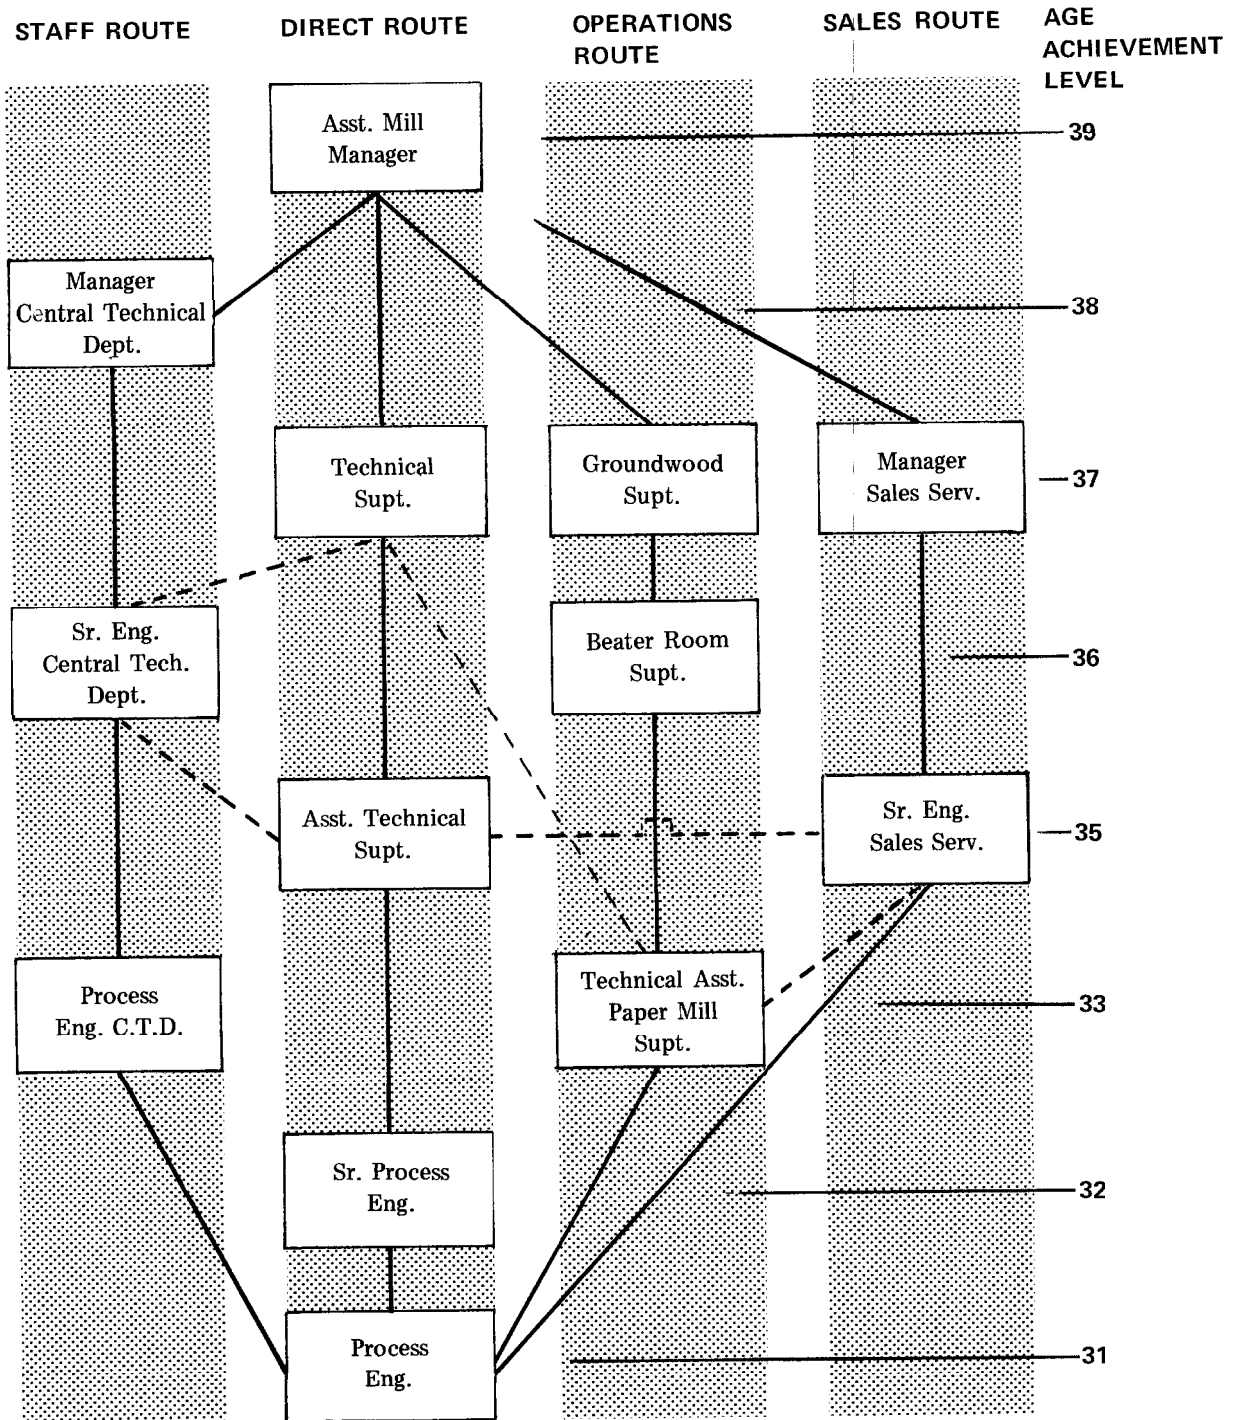 STAFF ROUTE
DIRECT ROUTE
OPERATIONS
ROUTE
SALES ROUTE
AGE
ACHIEVEMENT
LEVEL
Asst. Mill
Manager
39
Manager
Central Technical
Dept.
38
Technical
Supt.
Groundwood
Supt.
Manager
Sales Serv.
37
Sr. Eng.
Central Tech.
Dept.
Beater Room
Supt.
36
Asst. Technical
Supt.
Sr. Eng.
Sales Serv.
35
Process
Eng. C.T.D.
Technical Asst.
Paper Mill
Supt.
33
Sr. Process
Eng.
32
Process
Eng.
31